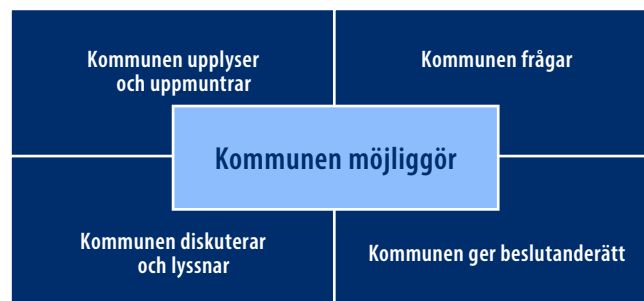 Kommunen upplyser
och uppmuntrar
Kommunen frågar
Kommunen möjliggör
Kommunen diskuterar
och lyssnar
Kommunen ger beslutanderätt